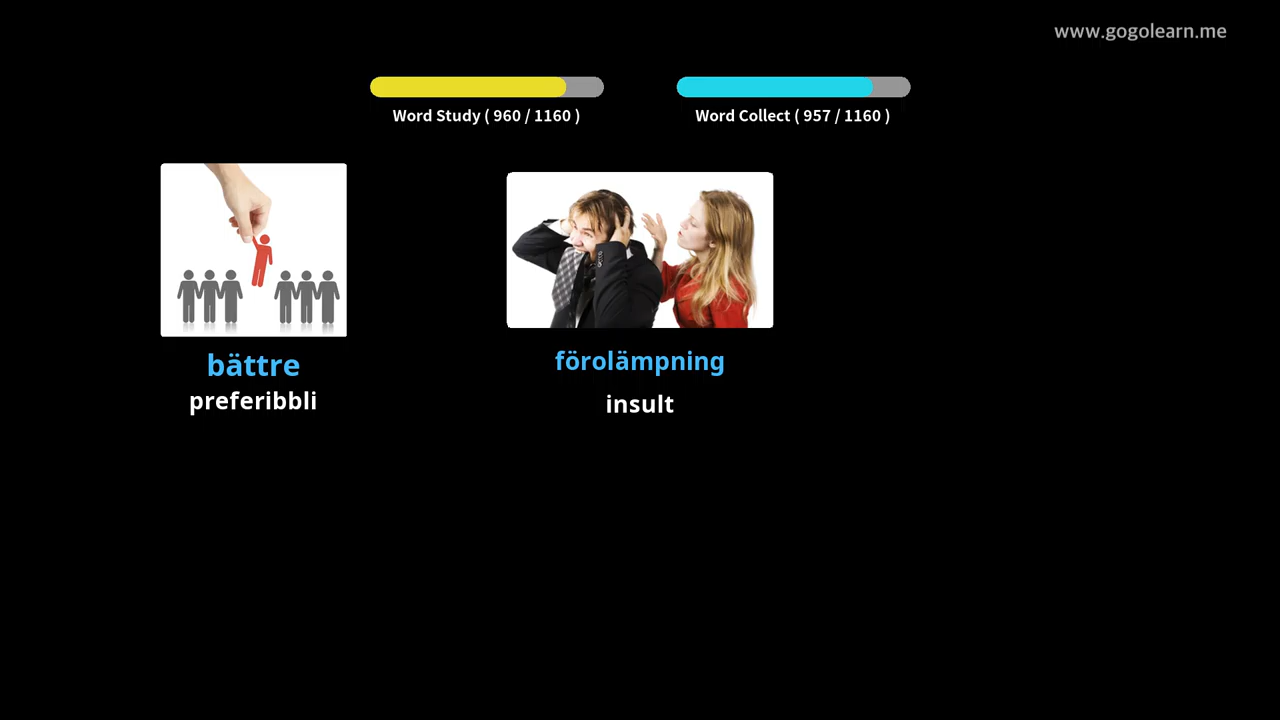 www.gogolearn.me
Word Study ( 960 / 1160 )
Word Collect ( 957 / 1160 )
bättre
preferibbli
förolämpning
insult